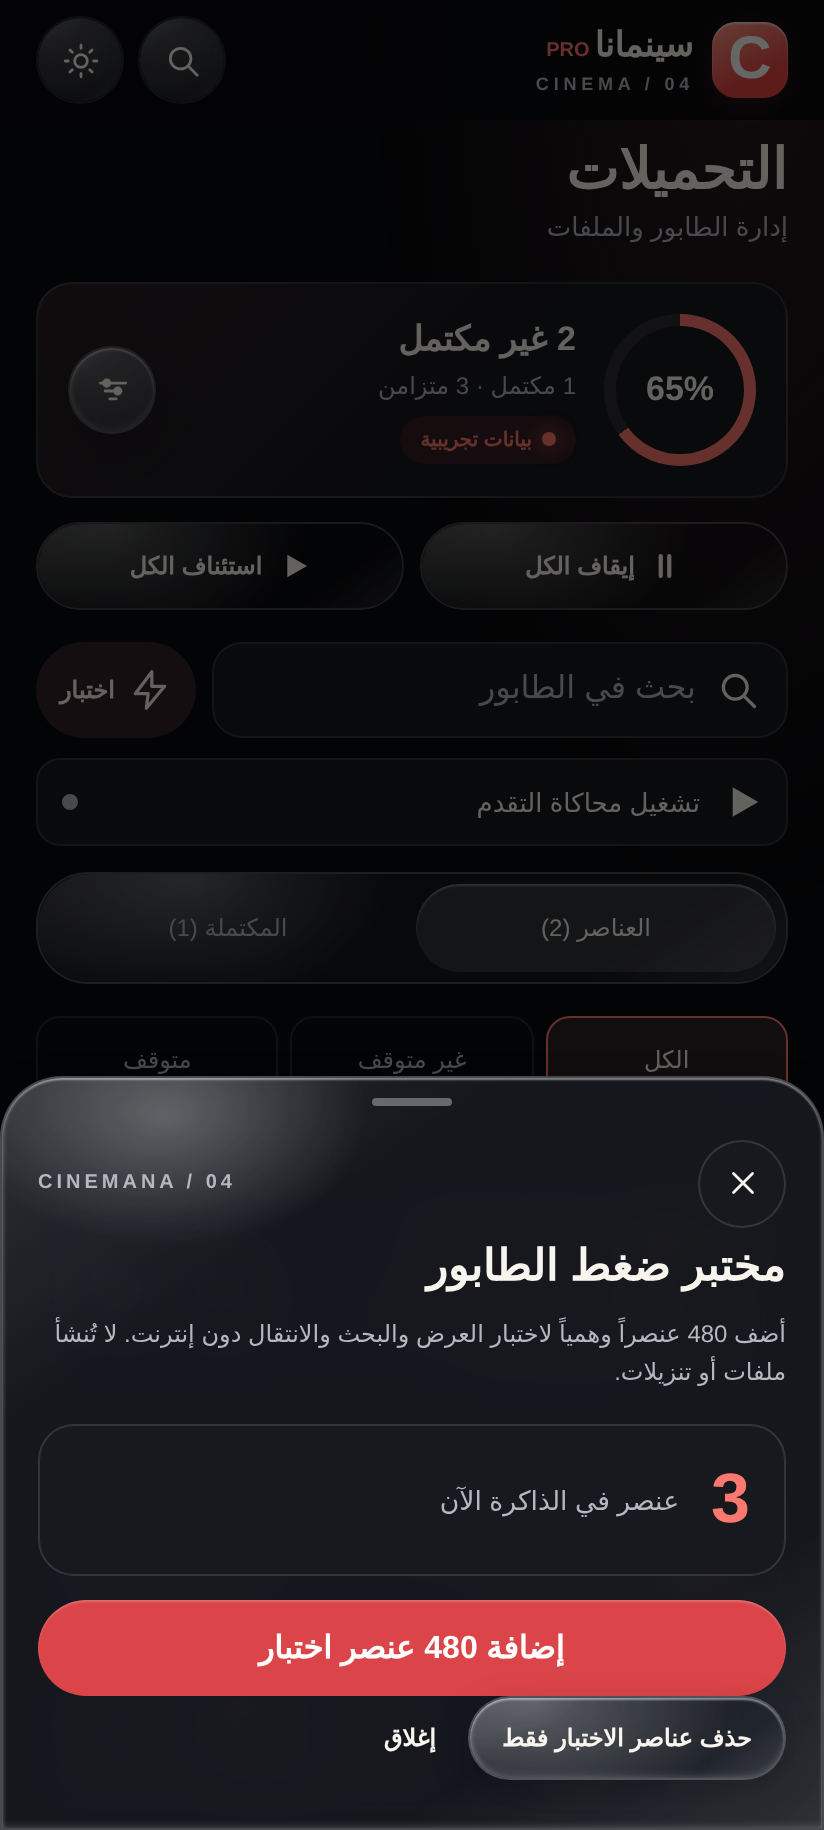 C
سينمانا PRO
CINEMA / 04
التحميلات
إدارة الطابور والملفات
65%
2 غير مكتمل
1 مكتمل · 3 متزامن
بيانات تجريبية
إيقاف الكل
استئناف الكل
بحث في الطابور
اختبار
تشغيل محاكاة التقدم
العناصر (2)
المكتملة (1)
الكل
غير متوقف
متوقف
CINEMANA / 04
مختبر ضغط الطابور
أضف 480 عنصراً وهمياً لاختبار العرض والبحث والانتقال دون إنترنت. لا تُنشأ
ملفات أو تنزيلات.
3
عنصر في الذاكرة الآن
إضافة 480 عنصر اختبار
حذف عناصر الاختبار فقط
إغلاق